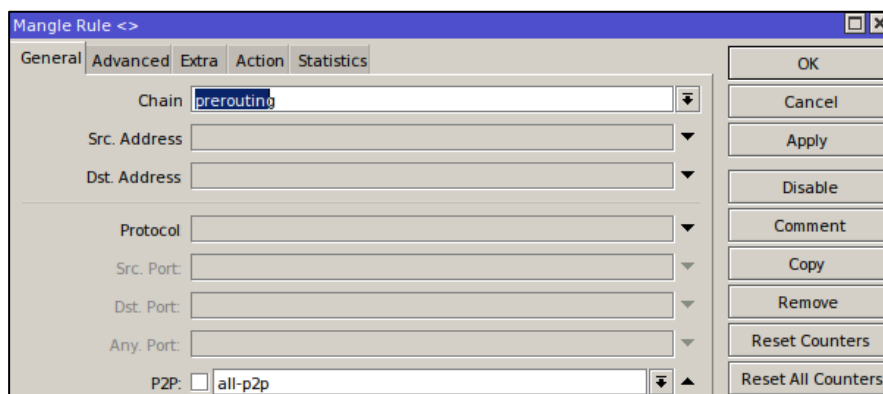 Mangle Rule <>
General Advanced Extra Action Statistics
Chain prerouting
Src. Address
Dst. Address
Protocol
Src. Port:
Dst. Port:
Any. Port:
P2P: all-p2p
OK
Cancel
Apply
Disable
Comment
Copy
Remove
Reset Counters
Reset All Counters